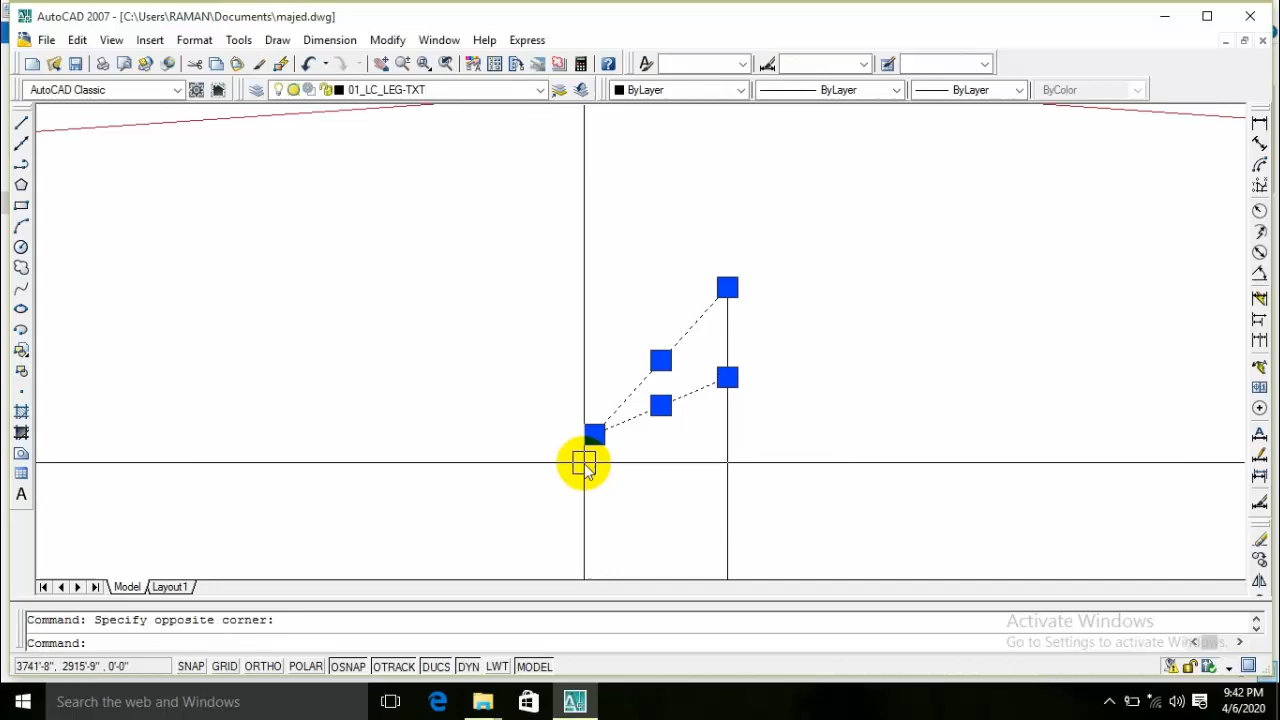 AutoCAD 2007 - [C:\Users\RAMAN\Documents\majed.dwg]
File Edit View Insert Format Tools Draw Dimension Modify Window Help Express
AutoCAD Classic 01_LC_LEG-TXT ByLayer ByLayer ByLayer ByColor
A
A
Model Layout1
Command: Specify opposite corner:
Command:
Activate Windows
Go to Settings to activate Windows.
3741'-8", 2915'-9" , 0'-0" SNAP GRID ORTHO POLAR OSNAP OTRACK DUCS DYN LWT MODEL
Search the web and Windows
9:42 PM
4/6/2020